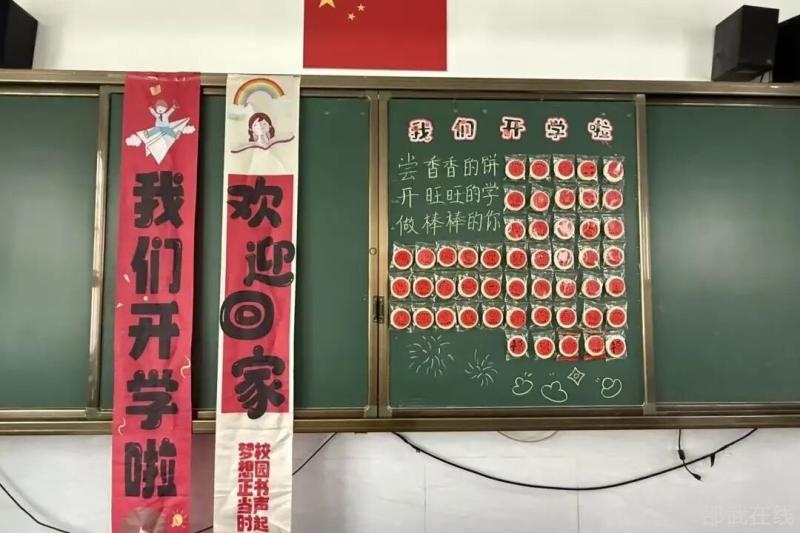 我们开学啦
欢迎回家
校园书声起
梦想正当时
我们开学啦
尝香香的饼
开旺旺的学
做棒棒的你
邵武在线